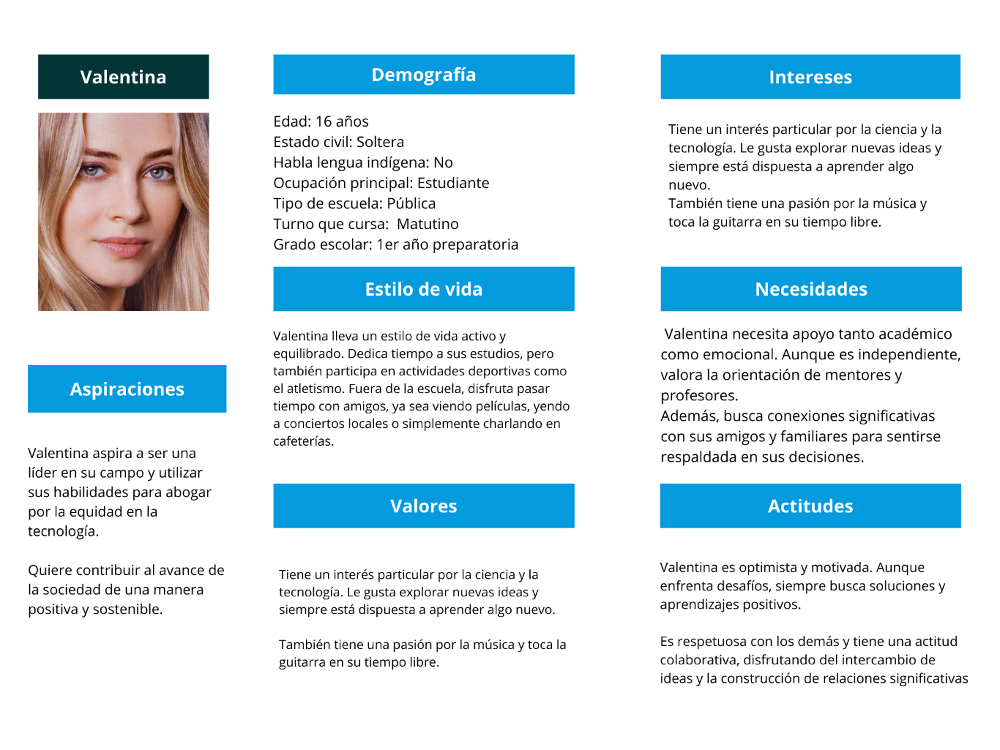 Valentina
Aspiraciones
Valentina aspira a ser una
líder en su campo y utilizar
sus habilidades para abogar
por la equidad en la
tecnología.
Quiere contribuir al avance de
la sociedad de una manera
positiva y sostenible.
Demografía
Edad: 16 años
Estado civil: Soltera
Habla lengua indígena: No
Ocupación principal: Estudiante
Tipo de escuela: Pública
Turno que cursa:  Matutino
Grado escolar: 1er año preparatoria
Estilo de vida
Valentina lleva un estilo de vida activo y
equilibrado. Dedica tiempo a sus estudios, pero
también participa en actividades deportivas como
el atletismo. Fuera de la escuela, disfruta pasar
tiempo con amigos, ya sea viendo películas, yendo
a conciertos locales o simplemente charlando en
cafeterías.
Valores
Tiene un interés particular por la ciencia y la
tecnología. Le gusta explorar nuevas ideas y
siempre está dispuesta a aprender algo nuevo.
También tiene una pasión por la música y toca la
guitarra en su tiempo libre.
Intereses
Tiene un interés particular por la ciencia y la
tecnología. Le gusta explorar nuevas ideas y
siempre está dispuesta a aprender algo
nuevo.
También tiene una pasión por la música y
toca la guitarra en su tiempo libre.
Necesidades
Valentina necesita apoyo tanto académico
como emocional. Aunque es independiente,
valora la orientación de mentores y
profesores.
Además, busca conexiones significativas
con sus amigos y familiares para sentirse
respaldada en sus decisiones.
Actitudes
Valentina es optimista y motivada. Aunque
enfrenta desafíos, siempre busca soluciones y
aprendizajes positivos.
Es respetuosa con los demás y tiene una actitud
colaborativa, disfrutando del intercambio de
ideas y la construcción de relaciones significativas